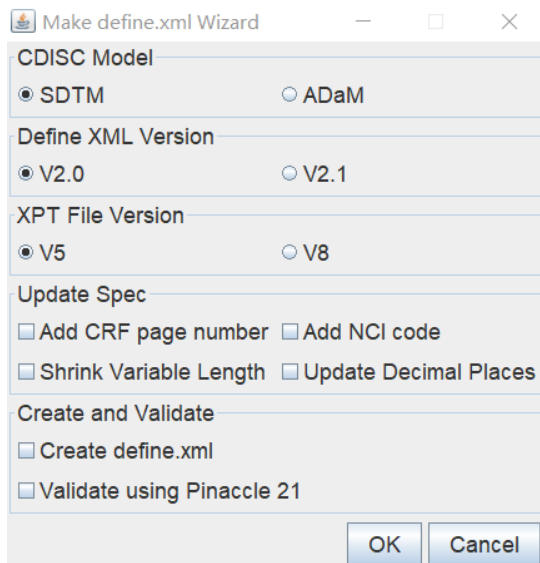 Make define.xml Wizard
CDISC Model
SDTM ADaM
Define XML Version
V2.0 V2.1
XPT File Version
V5 V8
Update Spec
Add CRF page number Add NCI code
Shrink Variable Length Update Decimal Places
Create and Validate
Create define.xml
Validate using Pinaccle 21
OK Cancel